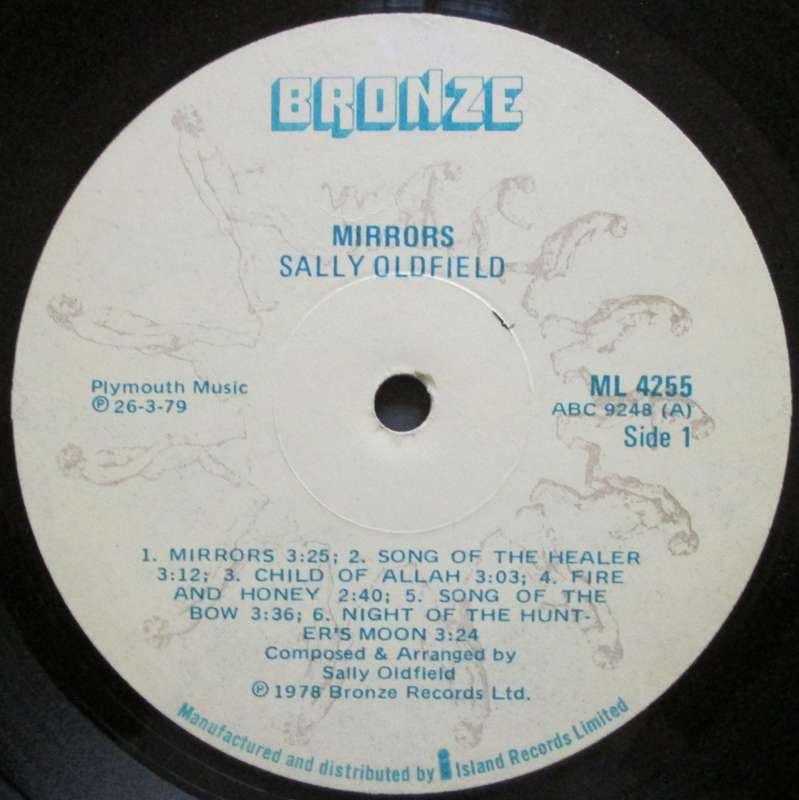 BRONZE
MIRRORS
SALLY OLDFIELD
Plymouth Music
℗ 26-3-79
ML 4255
ABC 9248 (A)
Side 1
1. MIRRORS 3:25; 2. SONG OF THE HEALER
3:12; 3. CHILD OF ALLAH 3:03; 4. FIRE
AND HONEY 2:40; 5. SONG OF THE
BOW 3:36; 6. NIGHT OF THE HUNT-
ER'S MOON 3:24
Composed & Arranged by
Sally Oldfield
℗ 1978 Bronze Records Ltd.
Manufactured and distributed by Island Records Limited